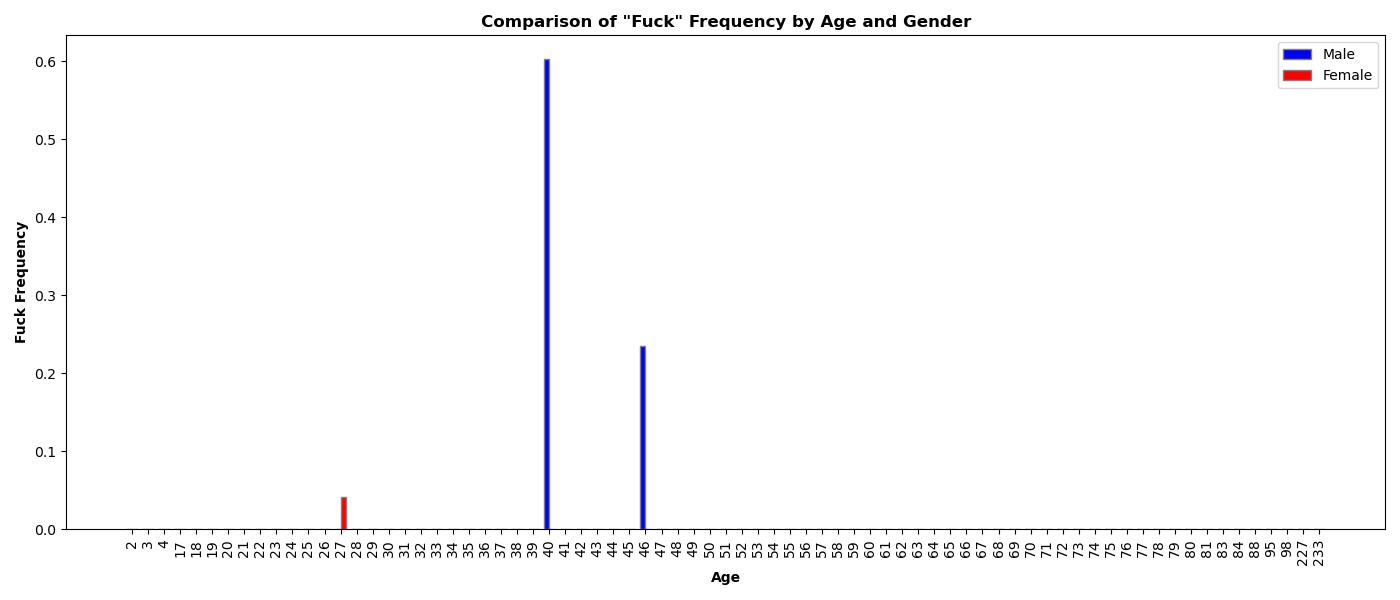 Comparison of "Fuck" Frequency by Age and Gender
Male
Female
Fuck Frequency
0.6
0.5
0.4
0.3
0.2
0.1
0.0
2 3 4 17 18 19 20 21 22 23 24 25 26 27 28 29 30 31 32 33 34 35 36 37 38 39 40 41 42 43 44 45 46 47 48 49 50 51 52 53 54 55 56 57 58 59 60 61 62 63 64 65 66 67 68 69 70 71 72 73 74 75 76 77 78 79 80 81 83 84 88 95 98 227 233
Age